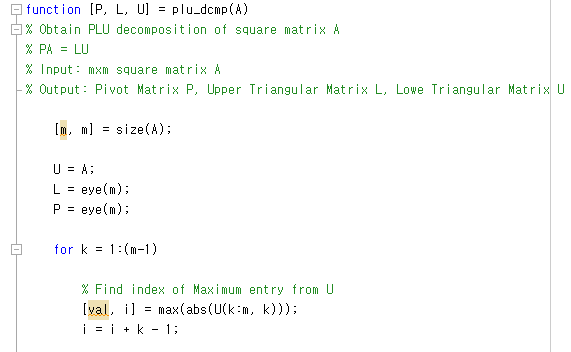 function [P, L, U] = plu_dcmp(A)
% Obtain PLU decomposition of square matrix A
% PA = LU
% Input: mxm square matrix A
% Output: Pivot Matrix P, Upper Triangular Matrix L, Lowe Triangular Matrix U
[m, m] = size(A);
U = A;
L = eye(m);
P = eye(m);
for k = 1:(m-1)
% Find index of Maximum entry from U
[val, i] = max(abs(U(k:m, k)));
i = i + k - 1;